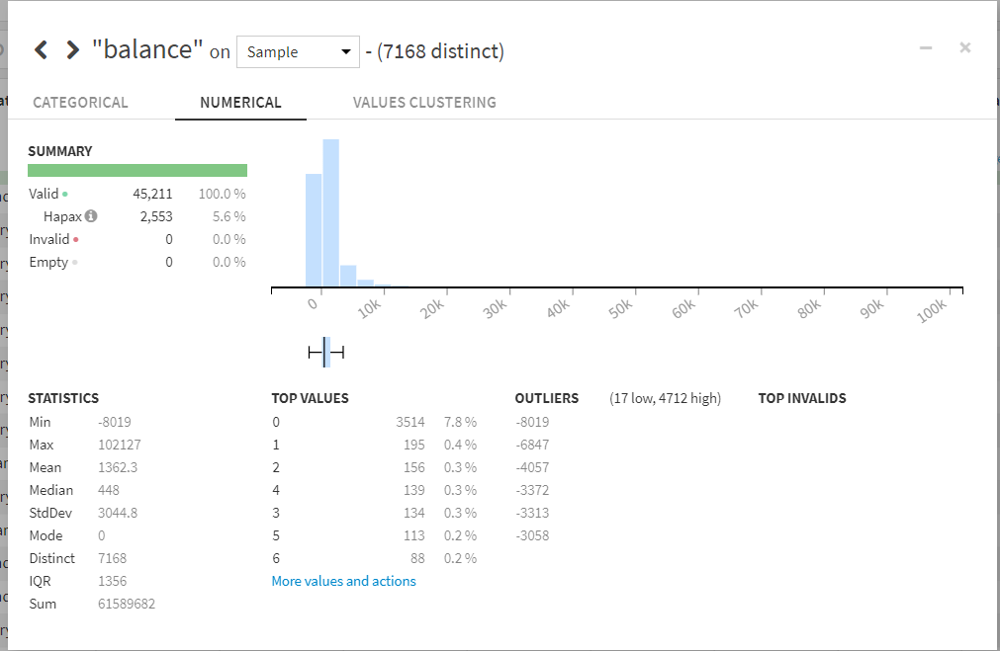 "balance" on Sample - (7168 distinct)
CATEGORICAL NUMERICAL VALUES CLUSTERING
SUMMARY
Valid 45,211 100.0 %
Hapax 2,553 5.6 %
Invalid 0 0.0 %
Empty 0 0.0 %
0 10k 20k 30k 40k 50k 60k 70k 80k 90k 100k
STATISTICS
Min -8019
Max 102127
Mean 1362.3
Median 448
StdDev 3044.8
Mode 0
Distinct 7168
IQR 1356
Sum 61589682
TOP VALUES
0 3514 7.8 %
1 195 0.4 %
2 156 0.3 %
4 139 0.3 %
3 134 0.3 %
5 113 0.2 %
6 88 0.2 %
More values and actions
OUTLIERS (17 low, 4712 high)
-8019
-6847
-4057
-3372
-3313
-3058
TOP INVALIDS